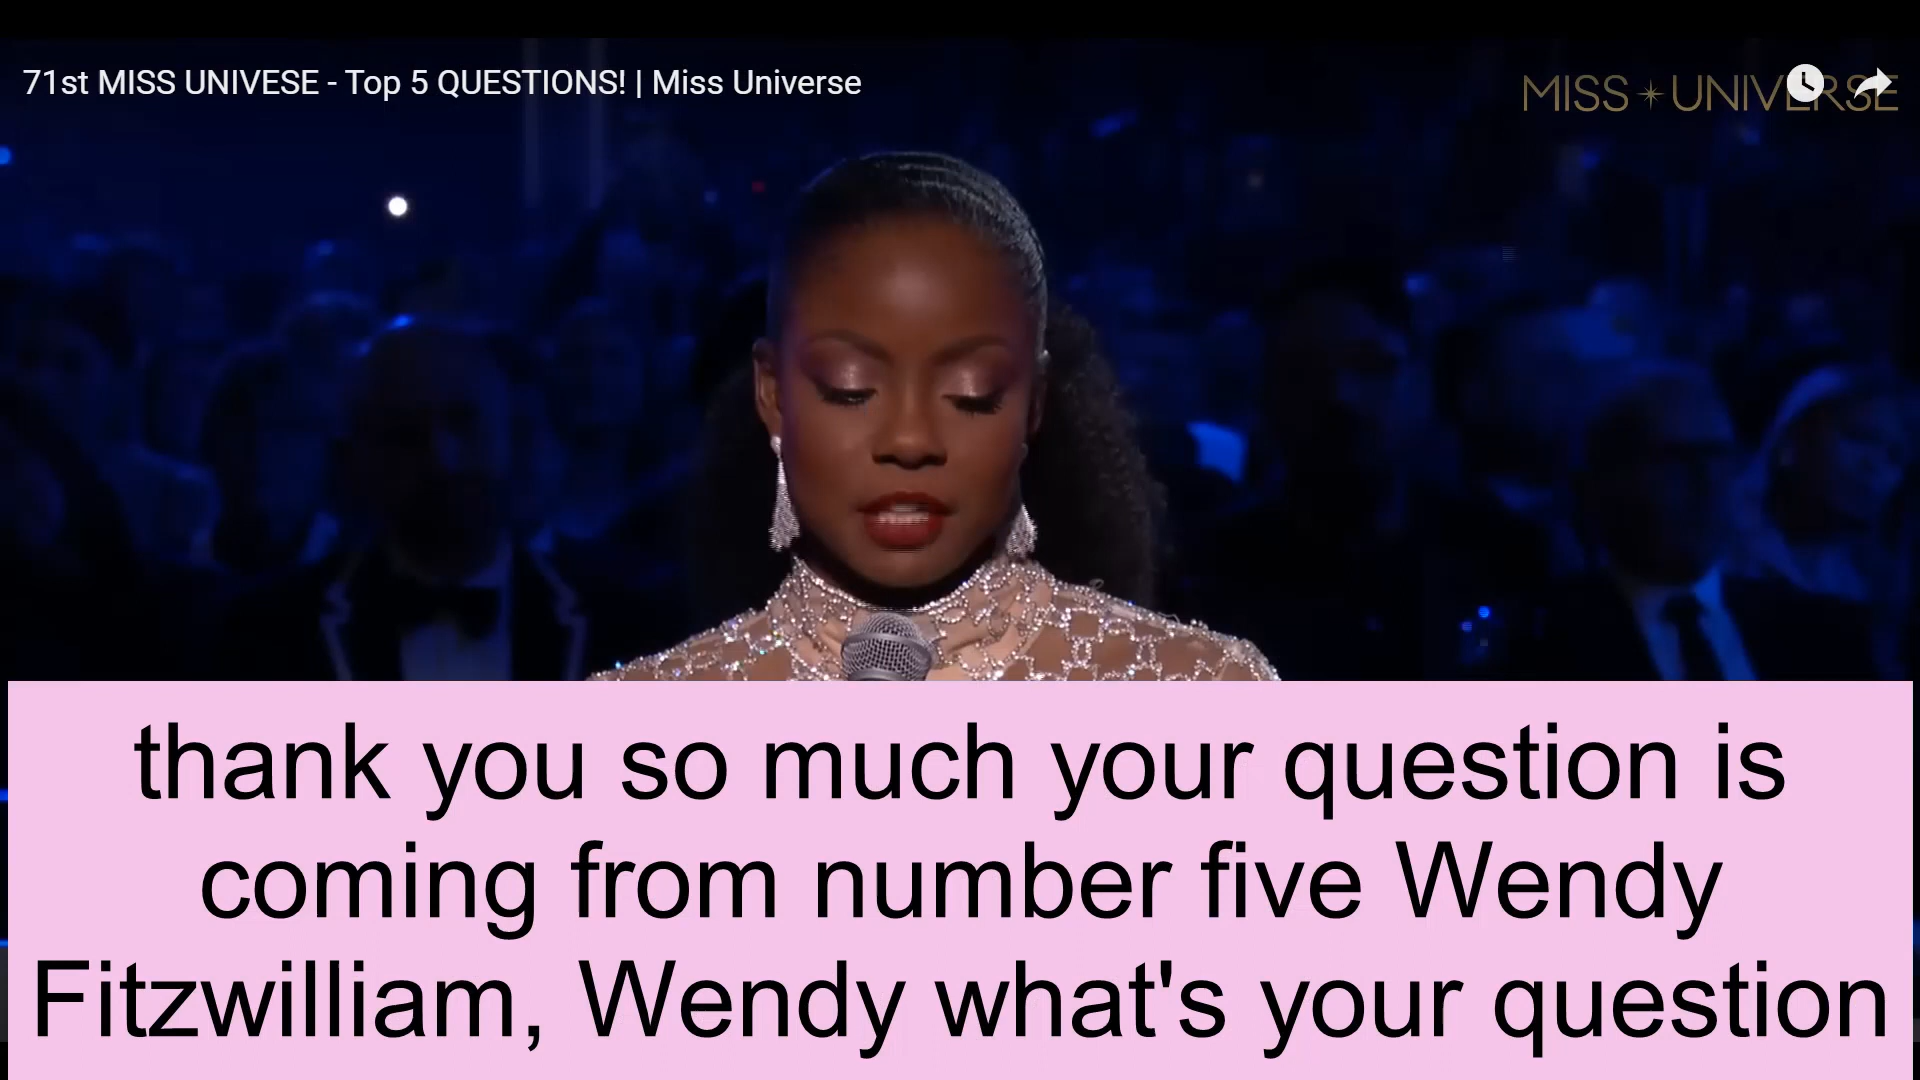 71st MISS UNIVESE - Top 5 QUESTIONS! | Miss Universe
MISS UNIVERSE
thank you so much your question is
coming from number five Wendy
Fitzwilliam, Wendy what's your question